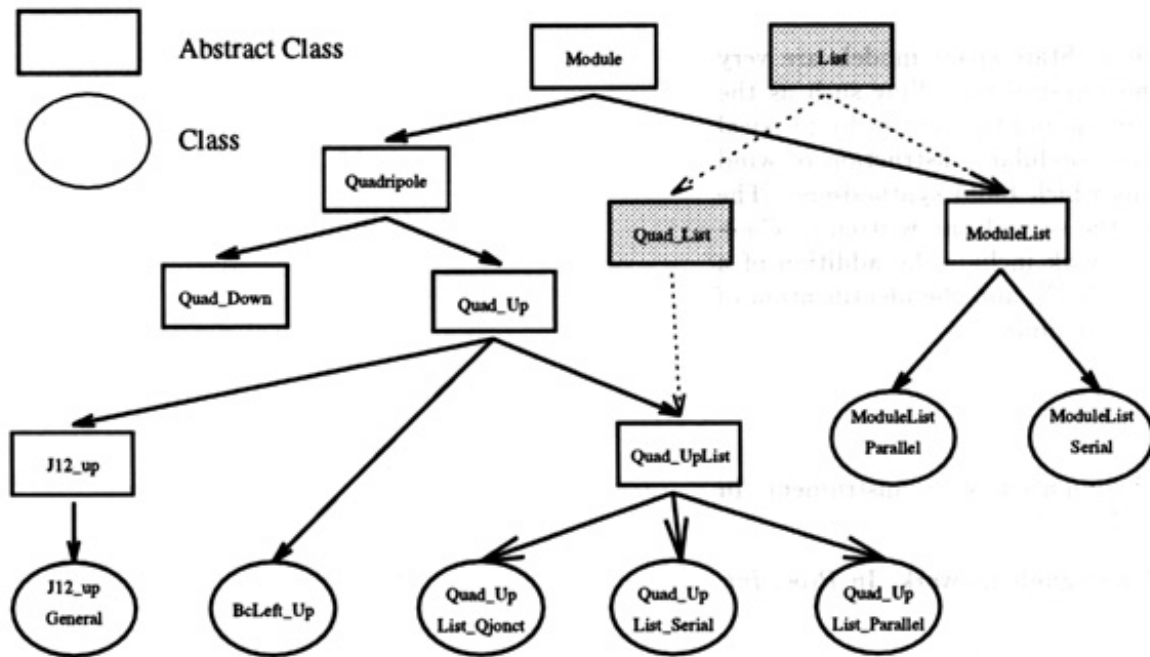 Abstract Class
Class
Module
List
Quadripole
Quad_List
ModuleList
Quad_Down
Quad_Up
ModuleList
Parallel
ModuleList
Serial
J12_up
Quad_UpList
J12_up
General
BcLeft_Up
Quad_Up
List_Qjonct
Quad_Up
List_Serial
Quad_Up
List_Parallel